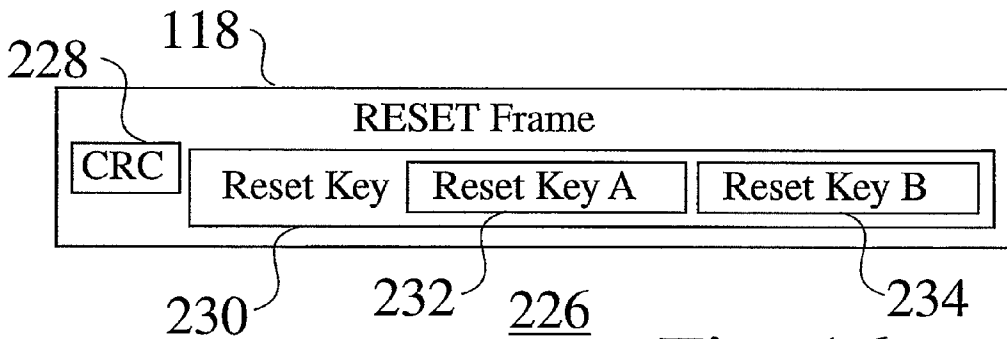 118
228
RESET Frame
CRC
Reset Key
Reset Key A
Reset Key B
230
232
226
234